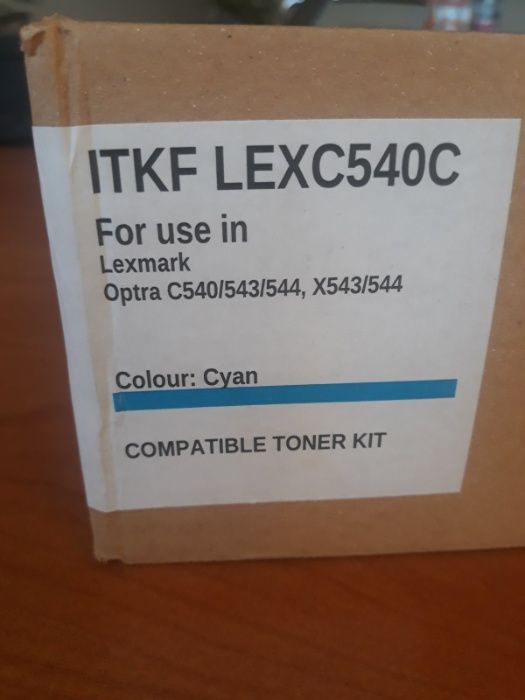 ITKF LEXC540C
For use in
Lexmark
Optra C540/543/544, X543/544
Colour: Cyan
COMPATIBLE TONER KIT